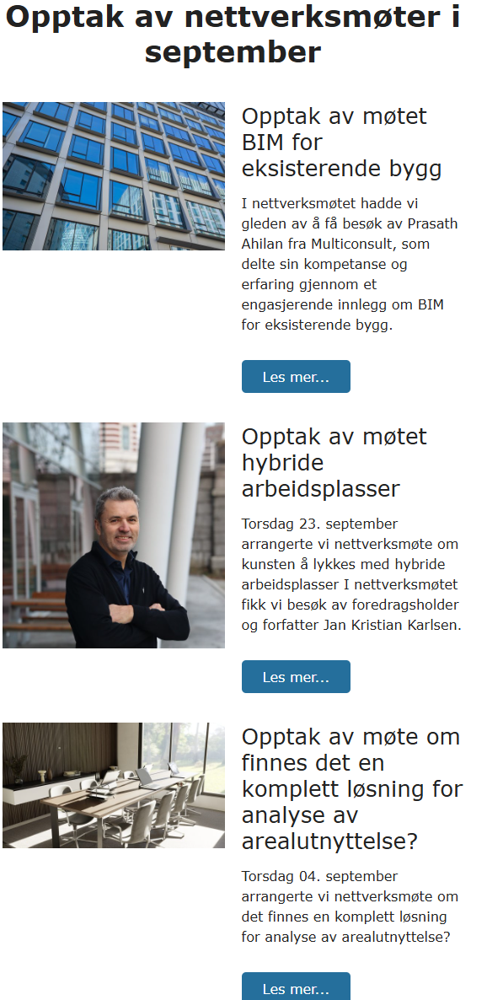 Opptak av nettverksmøter i
september
Opptak av møtet
BIM for
eksisterende bygg
I nettverksmøtet hadde vi
gleden av å få besøk av Prasath
Ahilan fra Multiconsult, som
delte sin kompetanse og
erfaring gjennom et
engasjerende innlegg om BIM
for eksisterende bygg.
Les mer...
Opptak av møtet
hybride
arbeidsplasser
Torsdag 23. september
arrangerte vi nettverksmøte om
kunsten å lykkes med hybride
arbeidsplasser I nettverksmøtet
fikk vi besøk av foredragsholder
og forfatter Jan Kristian Karlsen.
Les mer...
Opptak av møte om
finnes det en
komplett løsning for
analyse av
arealutnyttelse?
Torsdag 04. september
arrangerte vi nettverksmøte om
det finnes en komplett løsning
for analyse av arealutnyttelse?
Les mer...